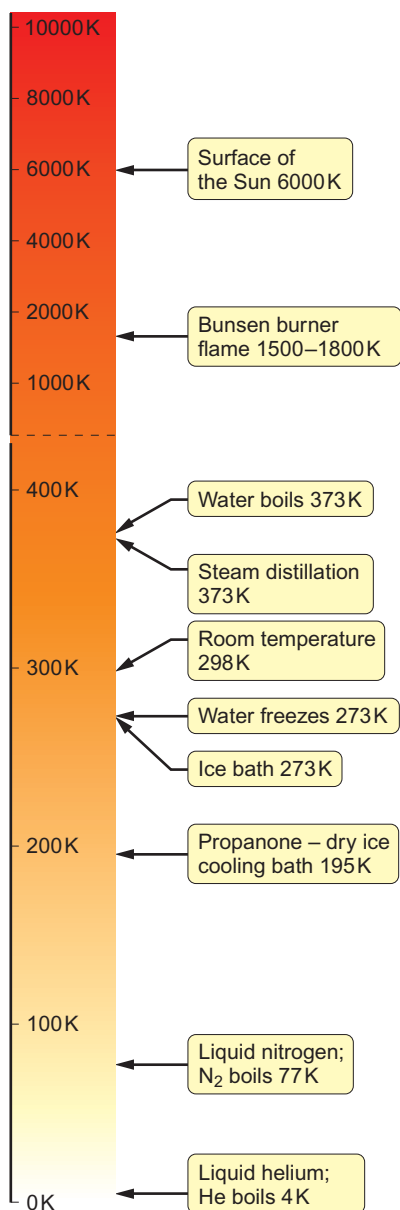 10000K
8000K
6000K
Surface of
the Sun 6000K
4000K
2000K
Bunsen burner
flame 1500–1800K
1000K
400K
Water boils 373K
Steam distillation
373K
Room temperature
298K
300K
Water freezes 273K
Ice bath 273K
200K
Propanone – dry ice
cooling bath 195K
100K
Liquid nitrogen;
N₂ boils 77K
Liquid helium;
He boils 4K
0K